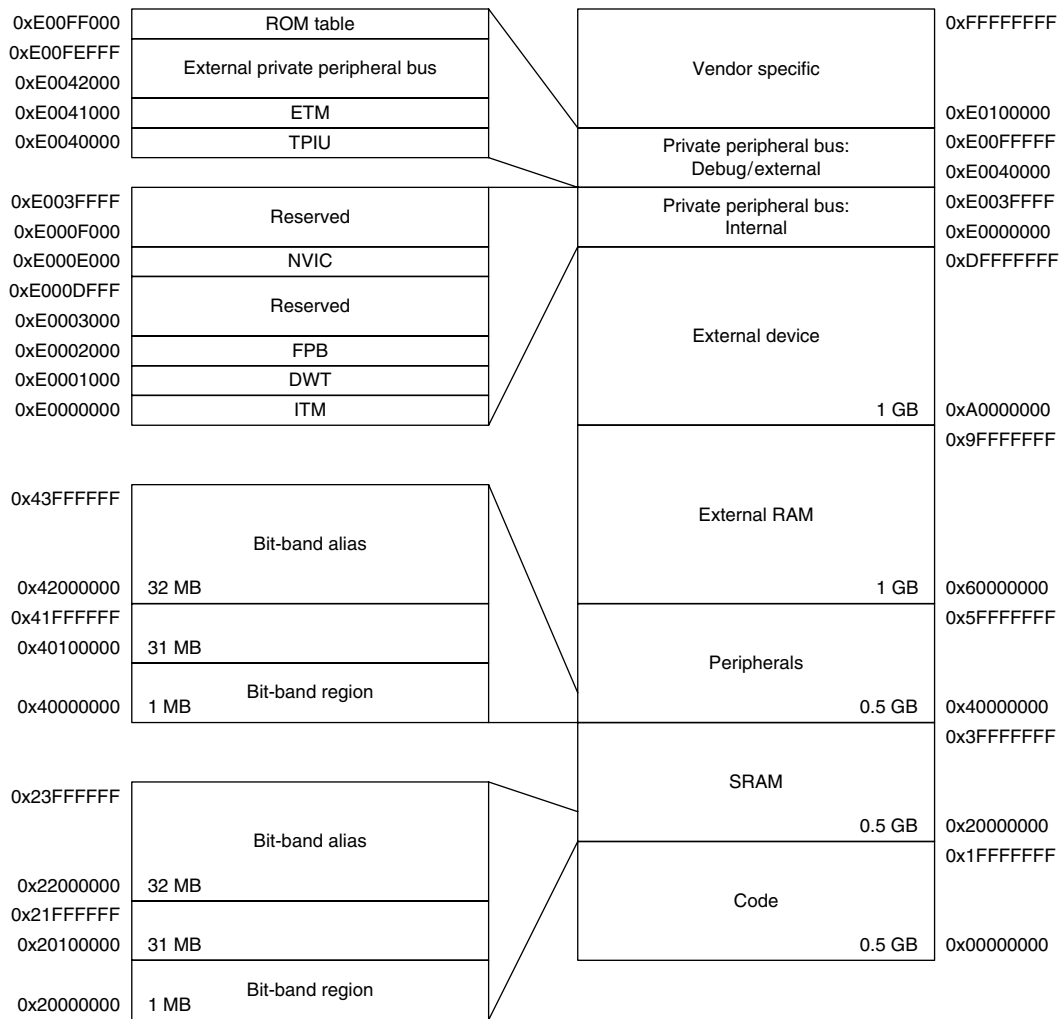 0xE00FF000
ROM table
0xE00FEFFF
External private peripheral bus
0xE0042000
0xE0041000
ETM
0xE0040000
TPIU
0xE003FFFF
Reserved
0xE000F000
0xE000E000
NVIC
0xE000DFFF
Reserved
0xE0003000
0xE0002000
FPB
0xE0001000
DWT
0xE0000000
ITM
0x43FFFFFF
Bit-band alias
0x42000000
32 MB
0x41FFFFFF
0x40100000
31 MB
Bit-band region
0x40000000
1 MB
0x23FFFFFF
Bit-band alias
0x22000000
32 MB
0x21FFFFFF
0x20100000
31 MB
Bit-band region
0x20000000
1 MB
0xFFFFFFFF
Vendor specific
0xE0100000
Private peripheral bus:
Debug/external
0xE00FFFFF
0xE0040000
Private peripheral bus:
Internal
0xE003FFFF
0xE0000000
0xDFFFFFFF
External device
1 GB
0xA0000000
0x9FFFFFFF
External RAM
1 GB
0x60000000
0x5FFFFFFF
Peripherals
0.5 GB
0x40000000
0x3FFFFFFF
SRAM
0.5 GB
0x20000000
0x1FFFFFFF
Code
0.5 GB
0x00000000